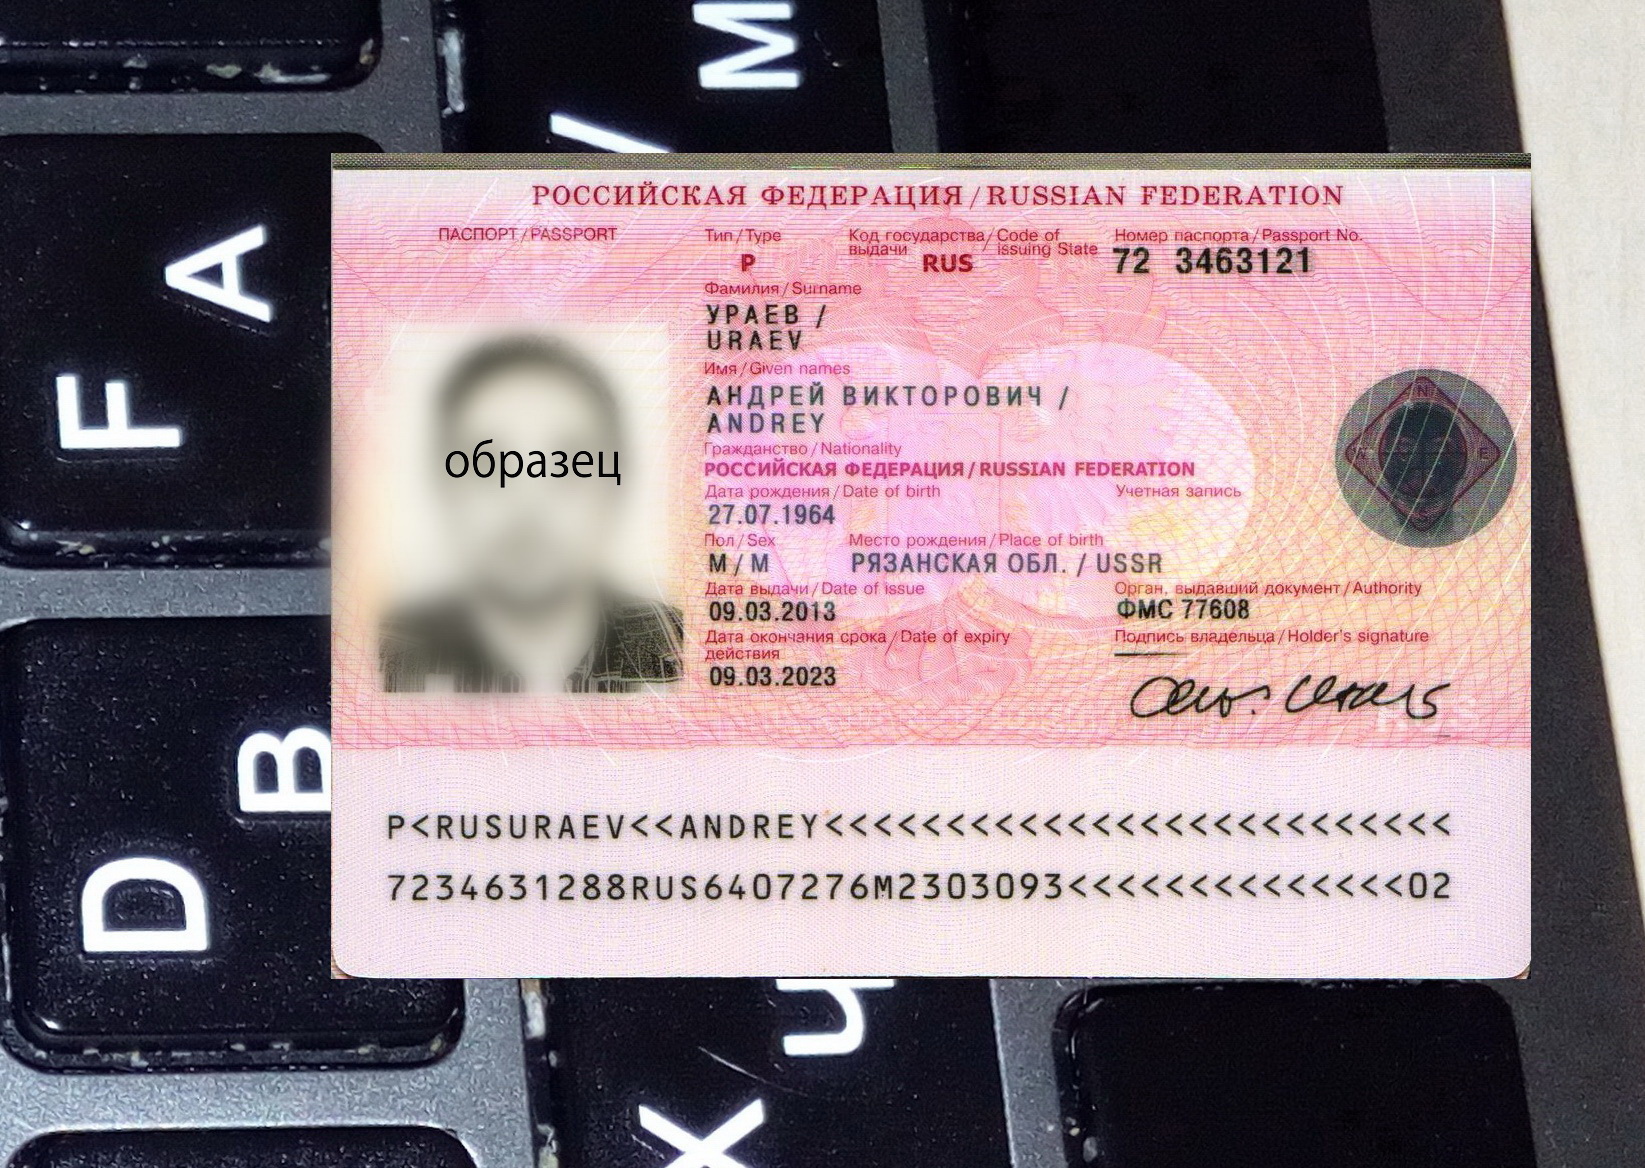 РОССИЙСКАЯ ФЕДЕРАЦИЯ / RUSSIAN FEDERATION
ПАСПОРТ / PASSPORT
Тип / Type
P
Код государства / Code of
выдачи issuing State
RUS
Номер паспорта / Passport No.
72 3463121
Фамилия / Surname
УРАЕВ /
URAEV
Имя / Given names
АНДРЕЙ ВИКТОРОВИЧ /
ANDREY
Гражданство / Nationality
РОССИЙСКАЯ ФЕДЕРАЦИЯ / RUSSIAN FEDERATION
Дата рождения / Date of birth
27.07.1964
Учетная запись
Пол / Sex
М / M
Место рождения / Place of birth
РЯЗАНСКАЯ ОБЛ. / USSR
Дата выдачи / Date of issue
09.03.2013
Орган, выдавший документ / Authority
ФМС 77608
Дата окончания срока / Date of expiry
действия
09.03.2023
Подпись владельца / Holder's signature
образец
P<RUSURAEV<<ANDREY<<<<<<<<<<<<<<<<<<<<<<<<<<
7234631288RUS6407276M2303093<<<<<<<<<<<<<<02
M
/
A
F
B
D
Ч
X